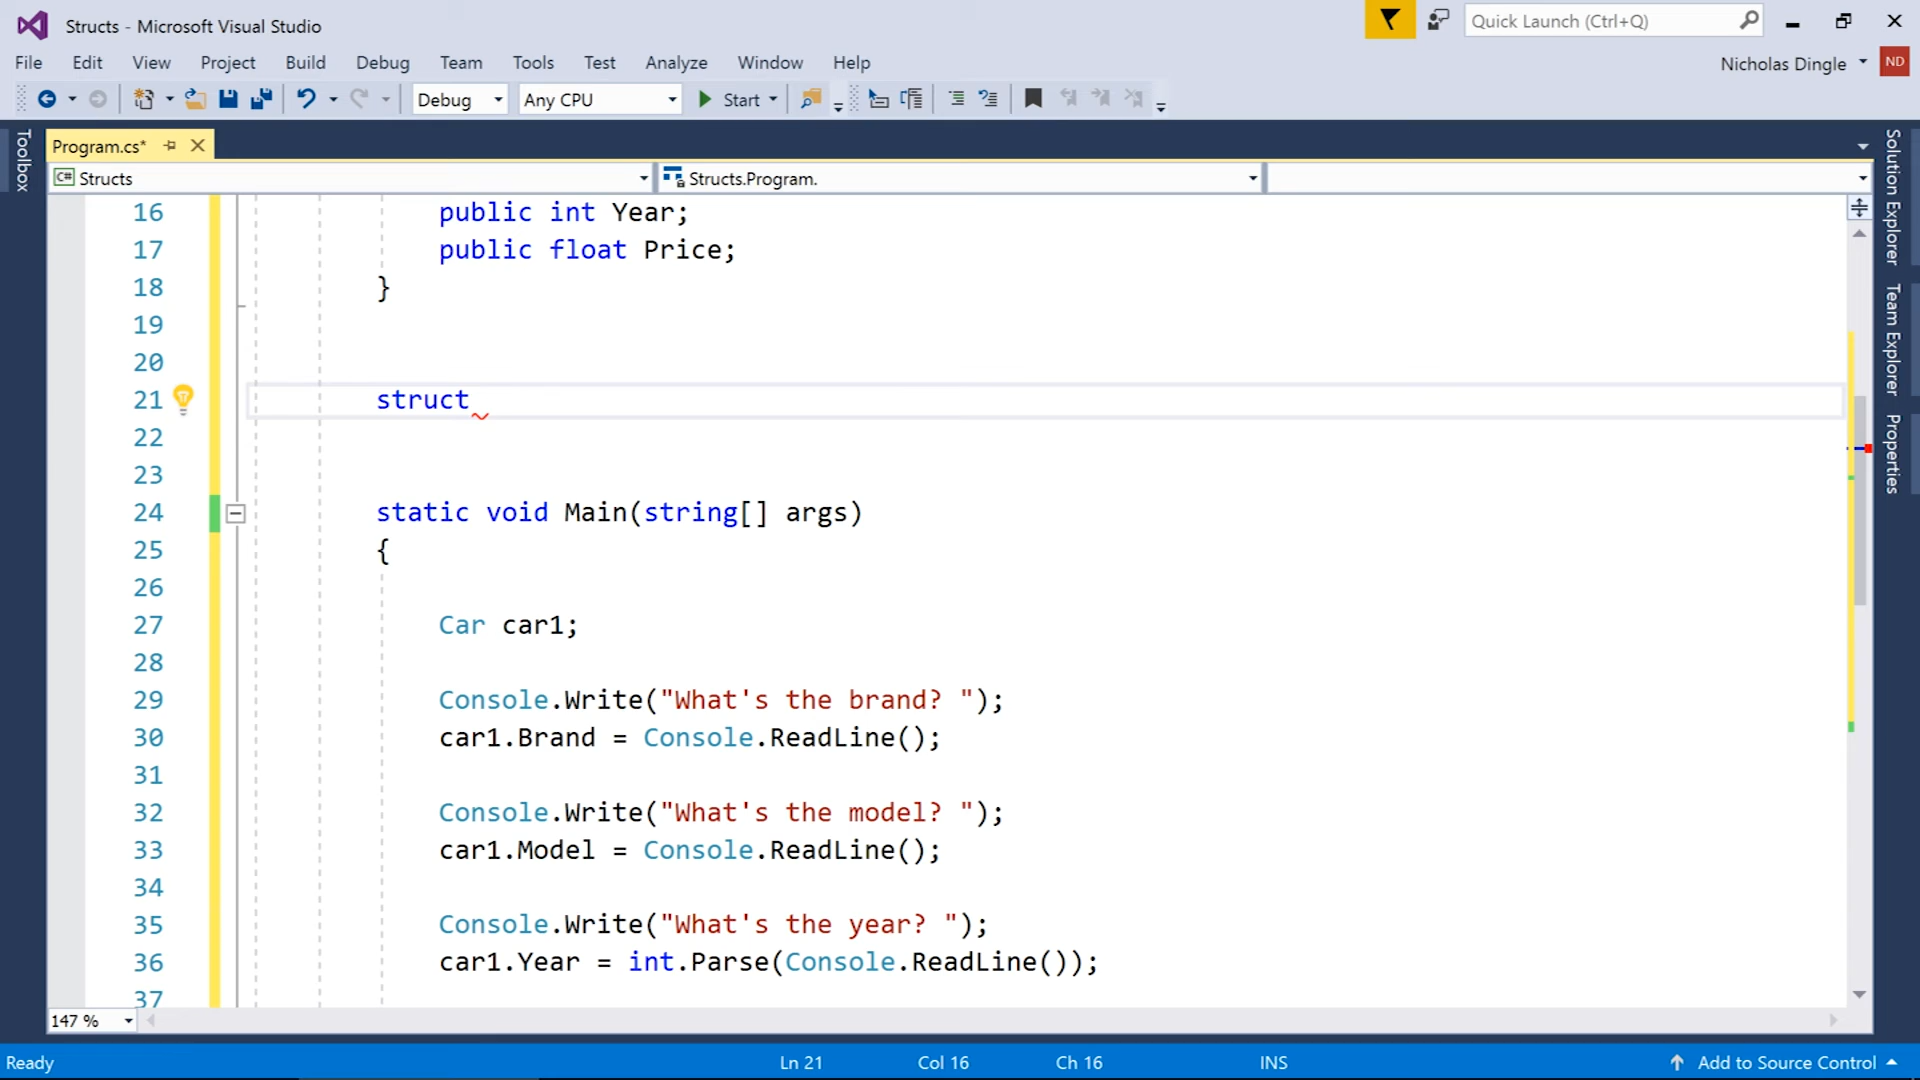 Structs - Microsoft Visual Studio
Quick Launch (Ctrl+Q)
File Edit View Project Build Debug Team Tools Test Analyze Window Help
Nicholas Dingle ND
Debug Any CPU Start
Toolbox
Program.cs*
C# Structs
Structs.Program.
Solution Explorer
Team Explorer
Properties
16 public int Year;
17 public float Price;
18 }
19
20
21 struct
22
23
24 static void Main(string[] args)
25 {
26
27 Car car1;
28
29 Console.Write("What's the brand? ");
30 car1.Brand = Console.ReadLine();
31
32 Console.Write("What's the model? ");
33 car1.Model = Console.ReadLine();
34
35 Console.Write("What's the year? ");
36 car1.Year = int.Parse(Console.ReadLine());
37
147 %
Ready Ln 21 Col 16 Ch 16 INS Add to Source Control